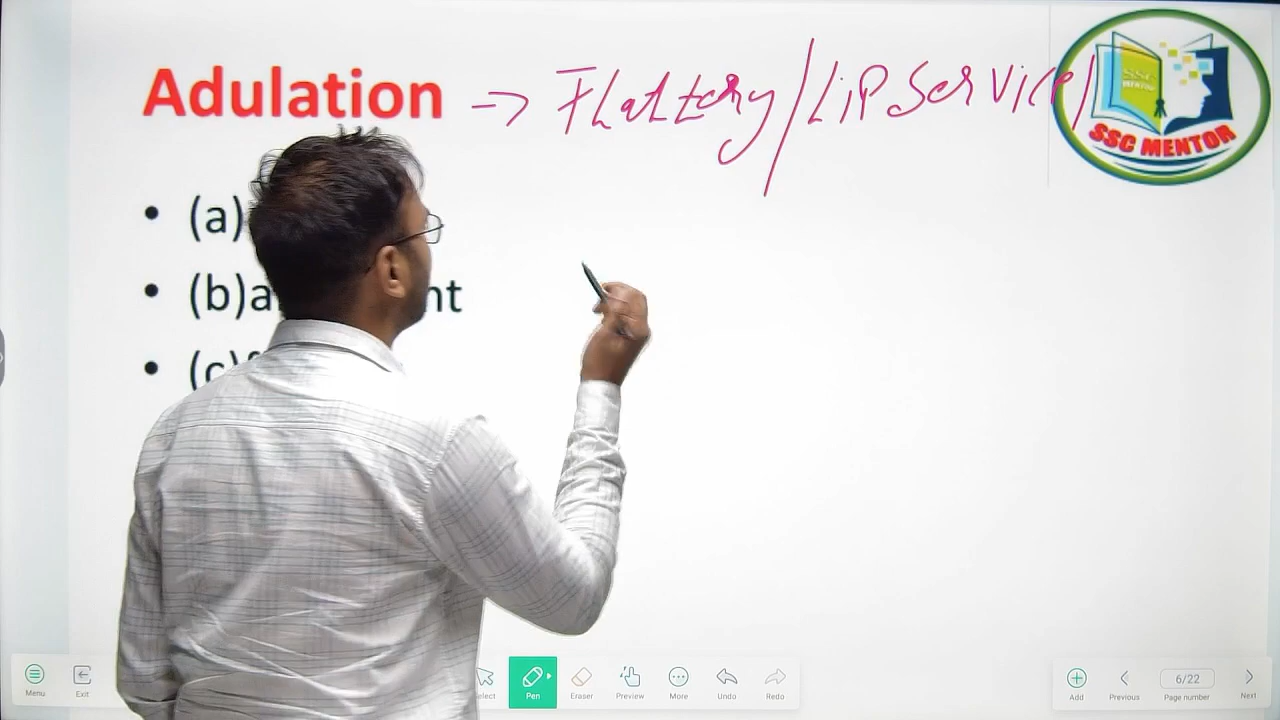 Adulation → Flattery/Lip Service/
SSC MENTOR
• (a)
• (b)
• (c)
Menu Exit Pen Eraser Preview More Undo Redo Add Previous 6/22 Page number Next